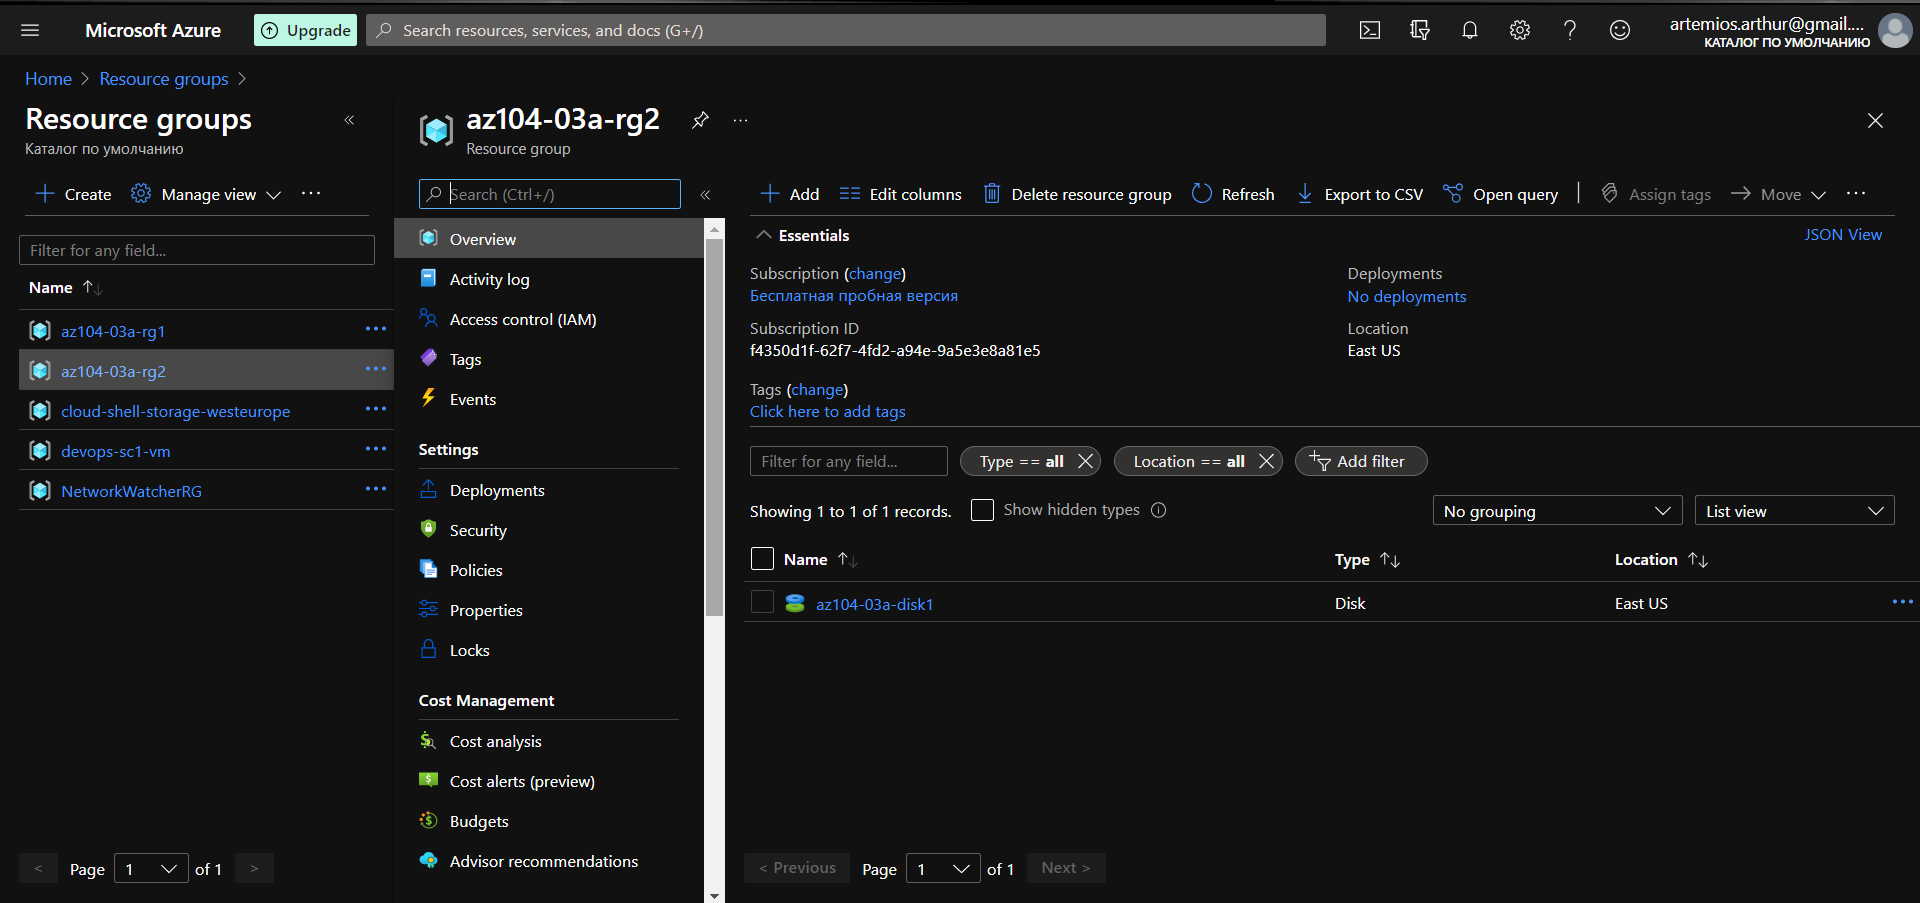 Microsoft Azure
Upgrade
Search resources, services, and docs (G+/)
artemios.arthur@gmail....
КАТАЛОГ ПО УМОЛЧАНИЮ
Home > Resource groups >
Resource groups
Каталог по умолчанию
Create Manage view ...
Filter for any field...
Name
az104-03a-rg1
az104-03a-rg2
cloud-shell-storage-westeurope
devops-sc1-vm
NetworkWatcherRG
< Page 1 of 1 >
az104-03a-rg2 ...
Resource group
Search (Ctrl+/) «
Overview
Activity log
Access control (IAM)
Tags
Events
Settings
Deployments
Security
Policies
Properties
Locks
Cost Management
Cost analysis
Cost alerts (preview)
Budgets
Advisor recommendations
Add Edit columns Delete resource group Refresh Export to CSV Open query | Assign tags Move ...
Essentials
JSON View
Subscription (change)
Бесплатная пробная версия
Deployments
No deployments
Subscription ID
f4350d1f-62f7-4fd2-a94e-9a5e3e8a81e5
Location
East US
Tags (change)
Click here to add tags
Filter for any field... Type == all Location == all Add filter
Showing 1 to 1 of 1 records. Show hidden types
No grouping List view
Name Type Location
az104-03a-disk1 Disk East US ...
< Previous Page 1 of 1 Next >